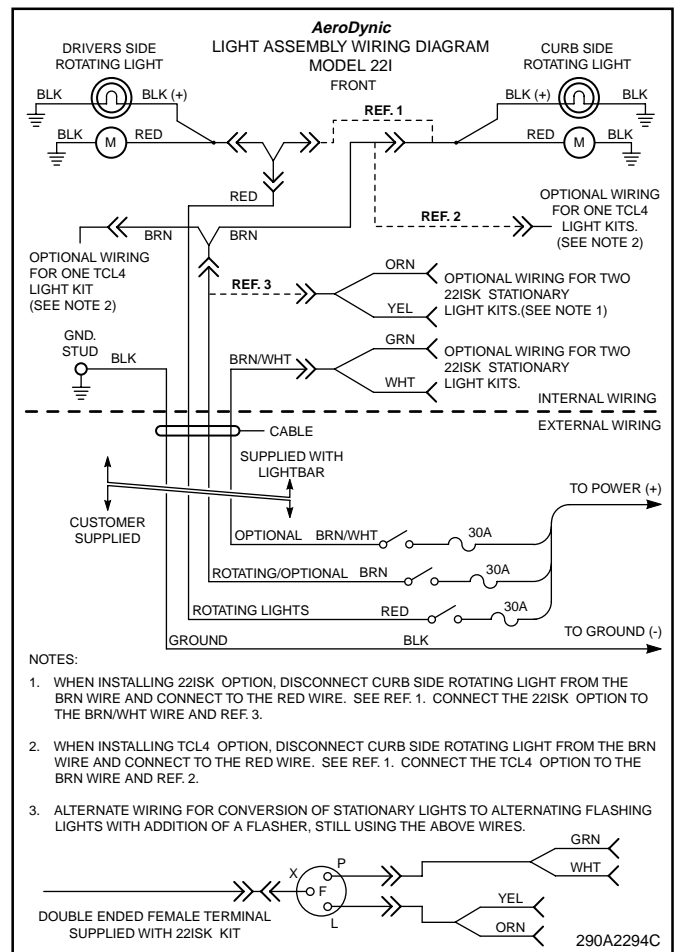 AeroDynic
LIGHT ASSEMBLY WIRING DIAGRAM
MODEL 22I
FRONT
DRIVERS SIDE
ROTATING LIGHT
CURB SIDE
ROTATING LIGHT
BLK
BLK (+)
REF. 1
BLK (+)
BLK
BLK
M
RED
RED
M
BLK
RED
BRN
BRN
REF. 2
OPTIONAL WIRING
FOR ONE TCL4
LIGHT KITS.
(SEE NOTE 2)
OPTIONAL WIRING
FOR ONE TCL4
LIGHT KIT
(SEE NOTE 2)
REF. 3
ORN
YEL
OPTIONAL WIRING FOR TWO
22ISK STATIONARY
LIGHT KITS.(SEE NOTE 1)
GND.
STUD
BLK
BRN/WHT
GRN
WHT
OPTIONAL WIRING FOR TWO
22ISK STATIONARY
LIGHT KITS.
INTERNAL WIRING
EXTERNAL WIRING
CABLE
SUPPLIED WITH
LIGHTBAR
CUSTOMER
SUPPLIED
TO POWER (+)
OPTIONAL BRN/WHT 30A
ROTATING/OPTIONAL BRN 30A
ROTATING LIGHTS RED 30A
GROUND BLK TO GROUND (-)
NOTES:
1. WHEN INSTALLING 22ISK OPTION, DISCONNECT CURB SIDE ROTATING LIGHT FROM THE
BRN WIRE AND CONNECT TO THE RED WIRE. SEE REF. 1. CONNECT THE 22ISK OPTION TO
THE BRN/WHT WIRE AND REF. 3.
2. WHEN INSTALLING TCL4 OPTION, DISCONNECT CURB SIDE ROTATING LIGHT FROM THE BRN
WIRE AND CONNECT TO THE RED WIRE. SEE REF. 1. CONNECT THE TCL4 OPTION TO THE
BRN WIRE AND REF. 2.
3. ALTERNATE WIRING FOR CONVERSION OF STATIONARY LIGHTS TO ALTERNATING FLASHING
LIGHTS WITH ADDITION OF A FLASHER, STILL USING THE ABOVE WIRES.
GRN
WHT
X
P
F
L
YEL
ORN
DOUBLE ENDED FEMALE TERMINAL
SUPPLIED WITH 22ISK KIT
290A2294C